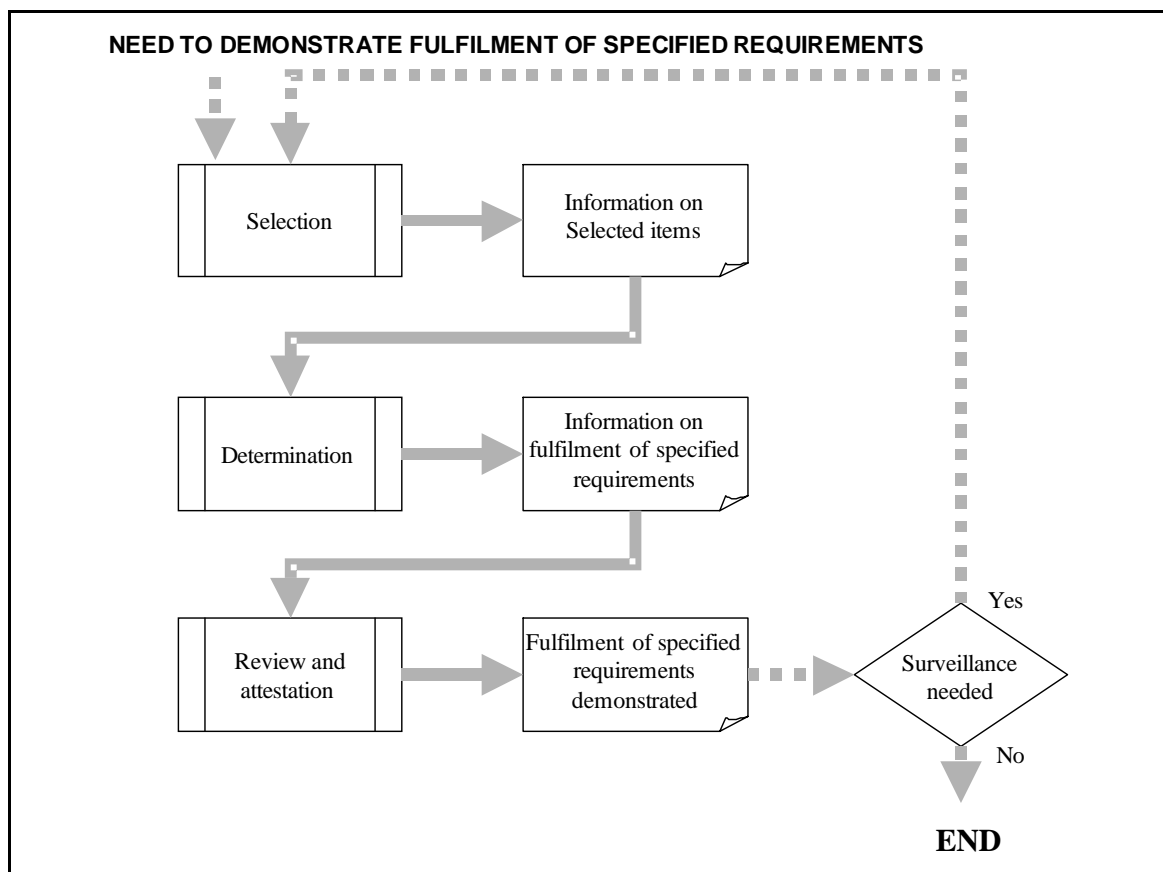 NEED TO DEMONSTRATE FULFILMENT OF SPECIFIED REQUIREMENTS
Selection
Information on
Selected items
Determination
Information on
fulfilment of specified
requirements
Review and
attestation
Fulfilment of specified
requirements
demonstrated
Yes
Surveillance
needed
No
END